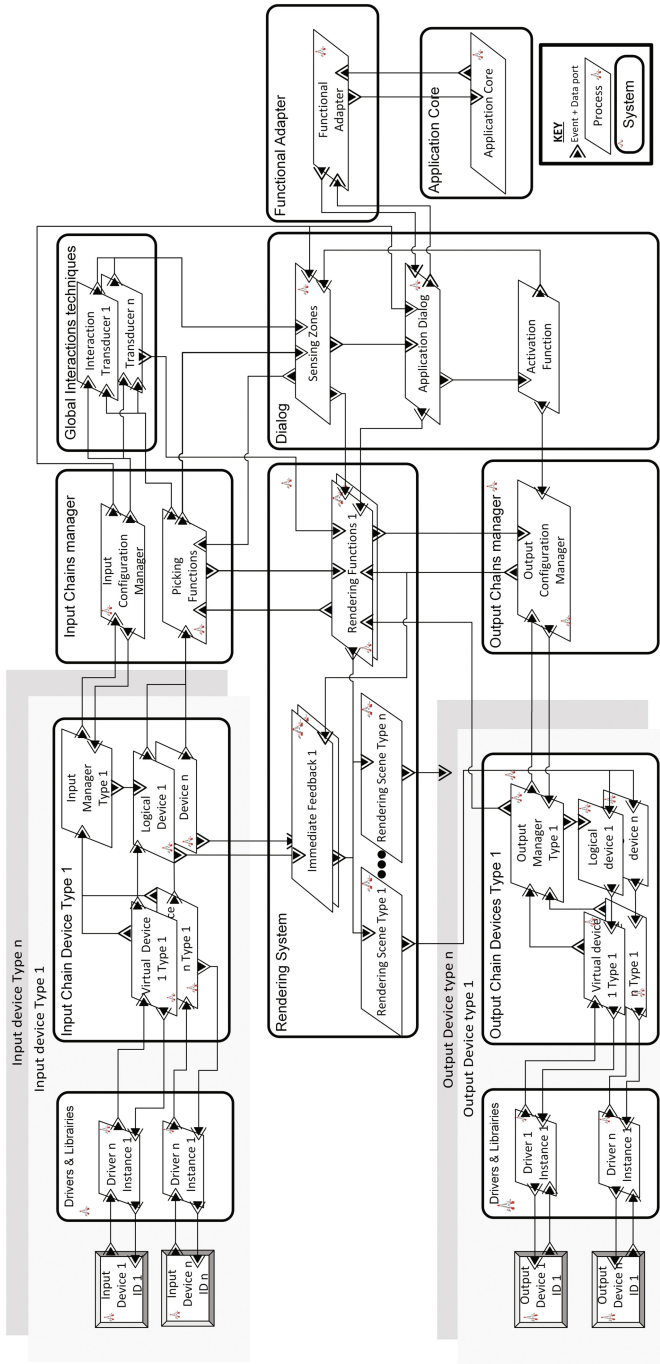 Input device Type n
Input device Type 1
Drivers & Librairies
Input
Device 1
ID 1
Input
Device n
ID n
Driver n
Instance 1
Driver n
Instance 1
Input Chain Device Type 1
Virtual Device
1 Type 1
n Type 1
Input
Manager
Type 1
Logical
Device 1
Device n
Input Chains manager
Input
Configuration
Manager
Picking
Functions
Global Interactions techniques
Interaction
Transducer 1
Transducer n
Rendering System
Immediate Feedback 1
Rendering Functions 1
Rendering Scene Type 1
Rendering Scene Type n
Dialog
Sensing Zones
Application Dialog
Activation
Function
Functional Adapter
Functional
Adapter
Application Core
Application Core
KEY
Event + Data port
Process
System
Output Device type n
Output Device type 1
Drivers & Librairies
Output
Device 1
ID 1
Output
Device n
ID 1
Driver 1
Instance 1
Driver n
Instance 1
Output Chain Devices Type 1
Virtual device
1 Type 1
n Type 1
Output
Manager
Type 1
Logical
device 1
device n
Output Chains manager
Output
Configuration
Manager